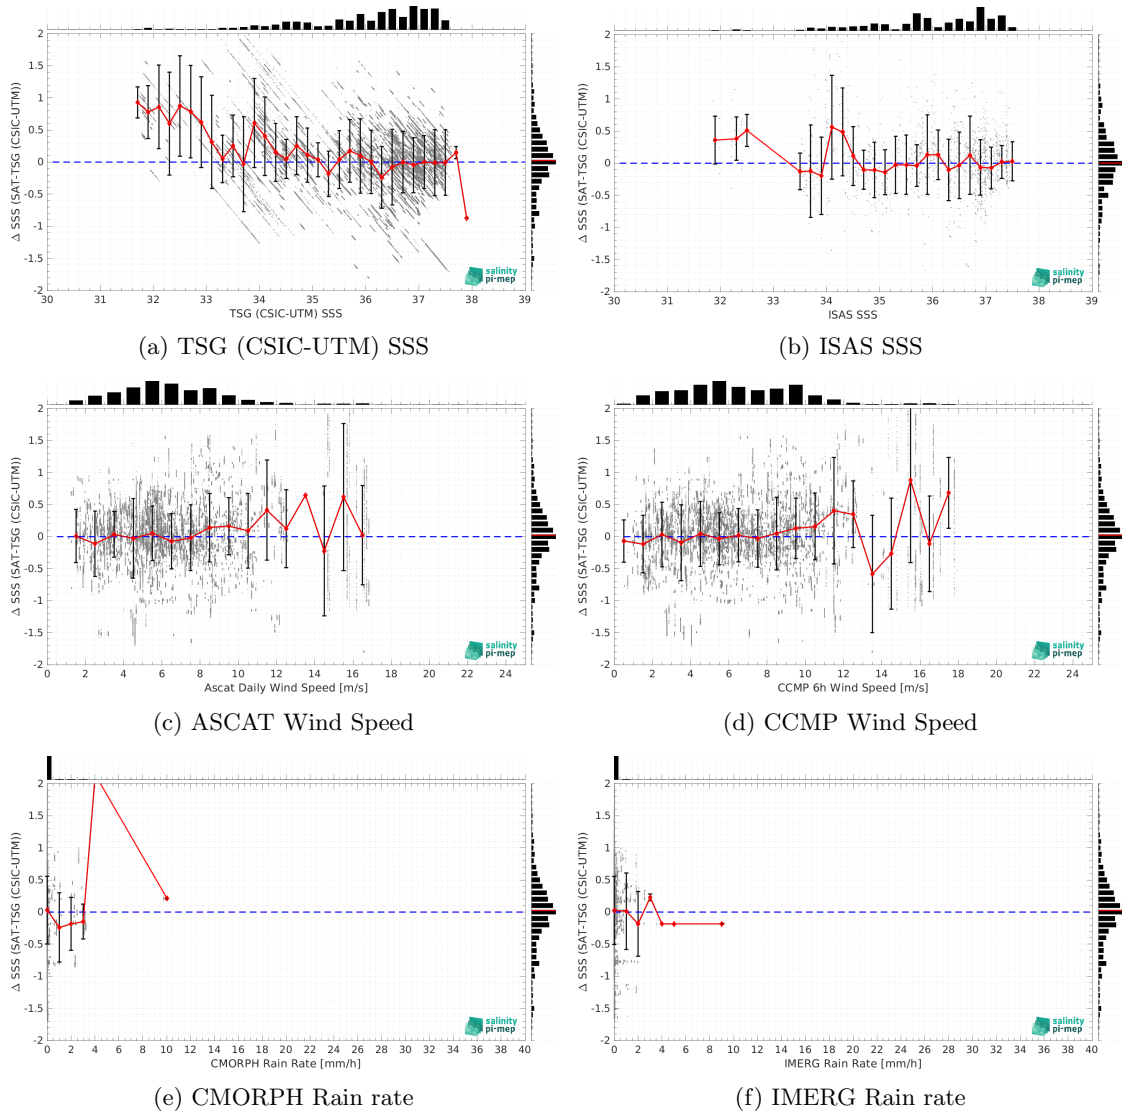 2
1.5
1
0.5
0
-0.5
-1
-1.5
-2
Δ SSS (SAT-TSG (CSIC-UTM))
30 31 32 33 34 35 36 37 38 39
TSG (CSIC-UTM) SSS
salinity
pi-mep
(a) TSG (CSIC-UTM) SSS
2
1.5
1
0.5
0
-0.5
-1
-1.5
-2
Δ SSS (SAT-TSG (CSIC-UTM))
30 31 32 33 34 35 36 37 38 39
ISAS SSS
salinity
pi-mep
(b) ISAS SSS
2
1.5
1
0.5
0
-0.5
-1
-1.5
-2
Δ SSS (SAT-TSG (CSIC-UTM))
0 2 4 6 8 10 12 14 16 18 20 22 24
Ascat Daily Wind Speed [m/s]
salinity
pi-mep
(c) ASCAT Wind Speed
2
1.5
1
0.5
0
-0.5
-1
-1.5
-2
Δ SSS (SAT-TSG (CSIC-UTM))
0 2 4 6 8 10 12 14 16 18 20 22 24
CCMP 6h Wind Speed [m/s]
salinity
pi-mep
(d) CCMP Wind Speed
2
1.5
1
0.5
0
-0.5
-1
-1.5
-2
Δ SSS (SAT-TSG (CSIC-UTM))
0 2 4 6 8 10 12 14 16 18 20 22 24 26 28 30 32 34 36 38 40
CMORPH Rain Rate [mm/h]
salinity
pi-mep
(e) CMORPH Rain rate
2
1.5
1
0.5
0
-0.5
-1
-1.5
-2
Δ SSS (SAT-TSG (CSIC-UTM))
0 2 4 6 8 10 12 14 16 18 20 22 24 26 28 30 32 34 36 38 40
IMERG Rain Rate [mm/h]
salinity
pi-mep
(f) IMERG Rain rate